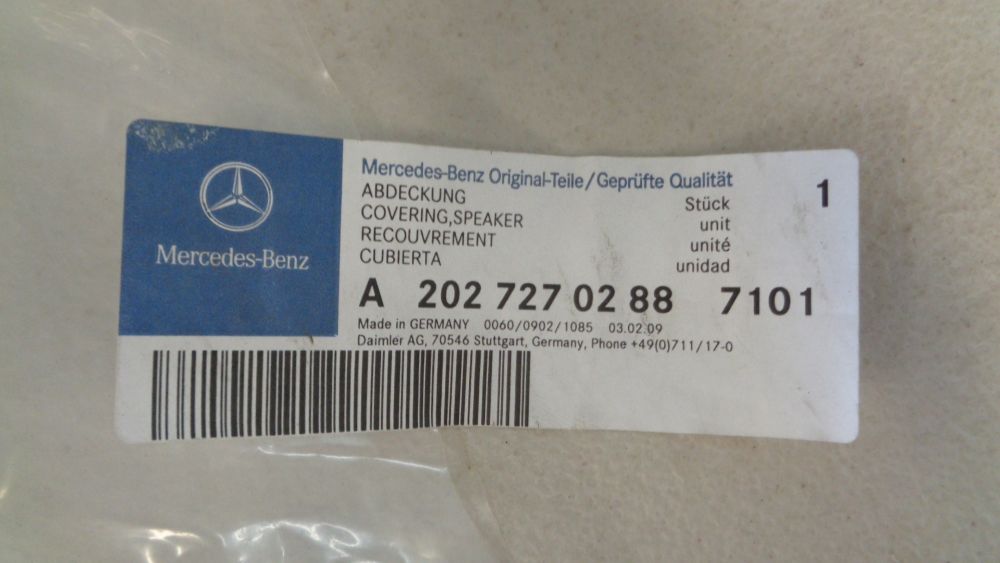 Mercedes-Benz
Mercedes-Benz Original-Teile/Geprüfte Qualität
ABDECKUNG Stück 1
COVERING,SPEAKER unit
RECOUVREMENT unité
CUBIERTA unidad
A 202 727 02 88 7101
Made in GERMANY 0060/0902/1085 03.02.09
Daimler AG, 70546 Stuttgart, Germany, Phone +49(0)711/17-0